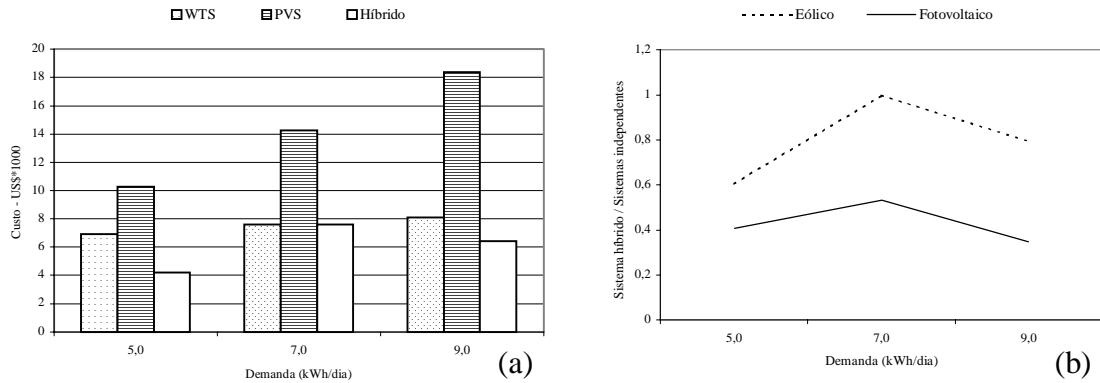 WTS PVS Híbrido
20
18
16
14
12
10
8
6
4
2
0
Custo - US$*1000
5,0 7,0 9,0
Demanda (kWh/dia)
(a)
Eólico Fotovoltaico
1,2
1
0,8
0,6
0,4
0,2
0
Sistema híbrido / Sistemas independentes
5,0 7,0 9,0
Demanda (kWh/dia)
(b)